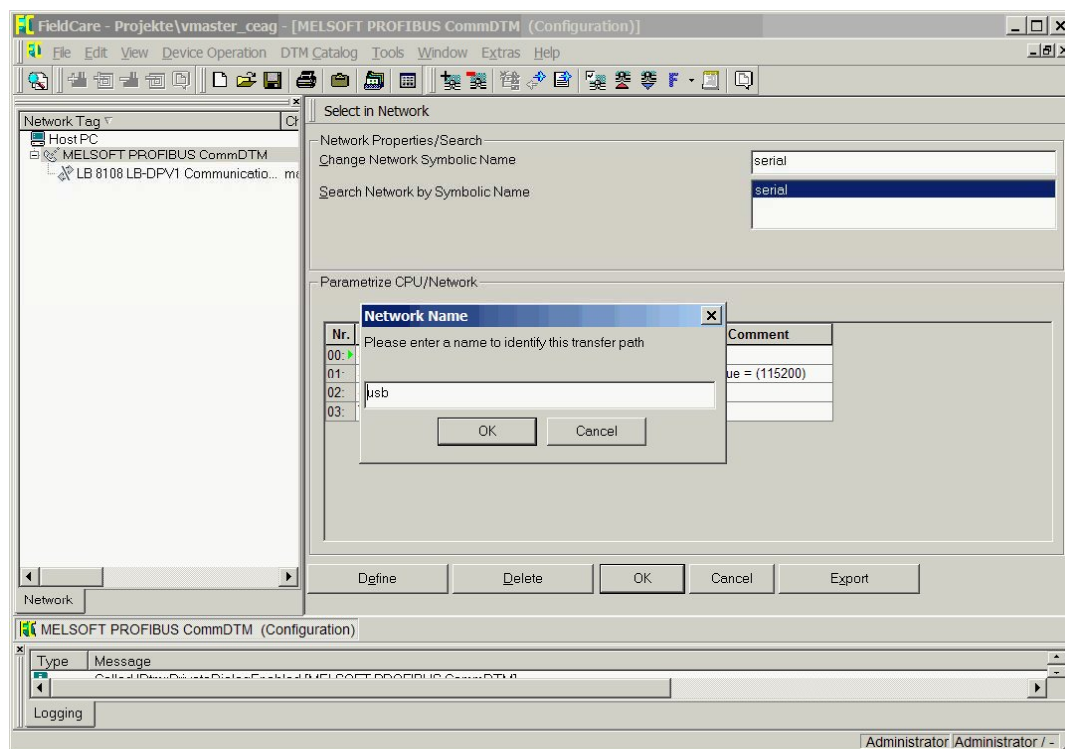 FieldCare - Projekte\vmaster_ceag - [MELSOFT PROFIBUS CommDTM (Configuration)]
File Edit View Device Operation DTM Catalog Tools Window Extras Help
F
Select in Network
Network Tag
Host PC
MELSOFT PROFIBUS CommDTM
LB 8108 LB-DPV1 Communicatio...
Network Properties/Search
Change Network Symbolic Name
serial
Search Network by Symbolic Name
serial
Parametrize CPU/Network
Network Name
Please enter a name to identify this transfer path
usb
OK Cancel
Nr. Comment
00:
01: ue = (115200)
02:
03:
Define Delete OK Cancel Export
Network
MELSOFT PROFIBUS CommDTM (Configuration)
Type Message
Logging
Administrator Administrator / -